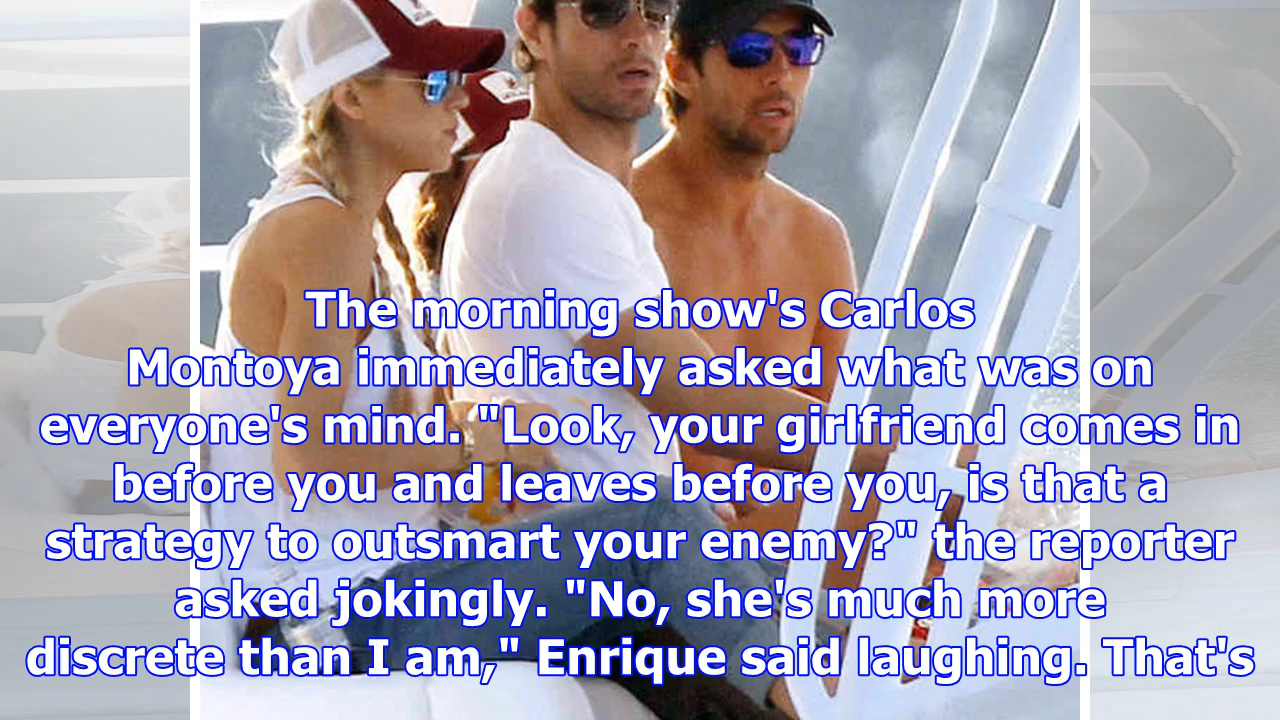 The morning show's Carlos
Montoya immediately asked what was on
everyone's mind. "Look, your girlfriend comes in
before you and leaves before you, is that a
strategy to outsmart your enemy?" the reporter
asked jokingly. "No, she's much more
discrete than I am," Enrique said laughing. That's